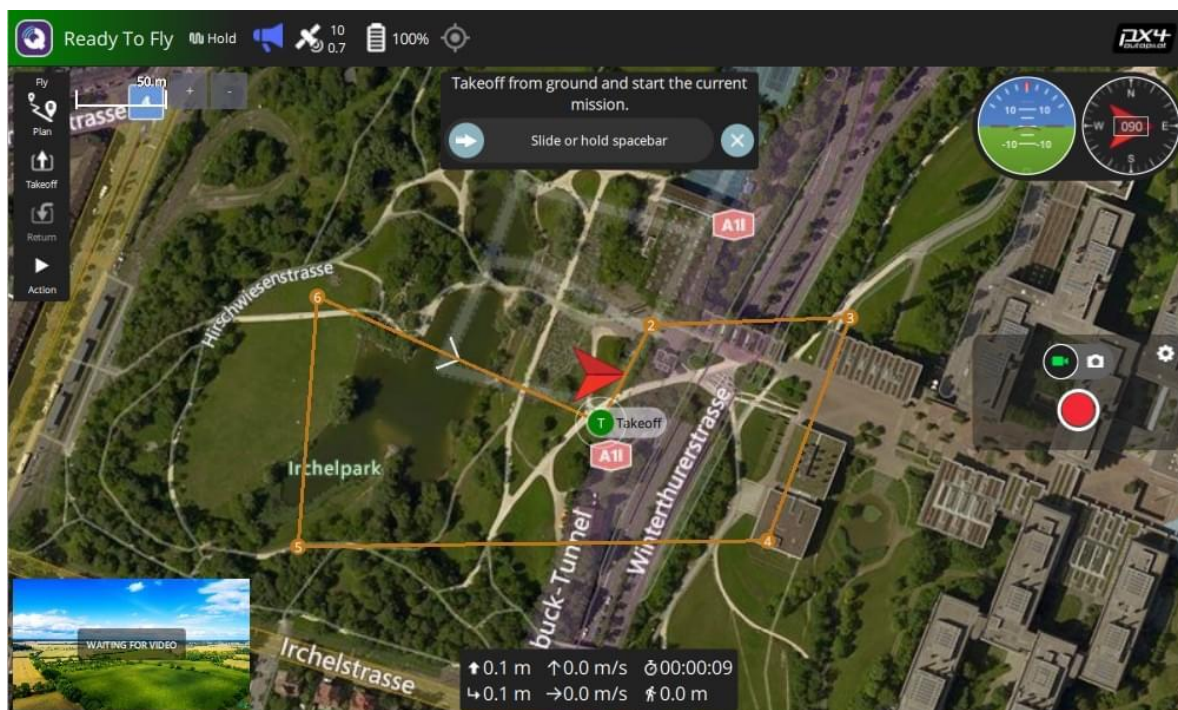 Ready To Fly
Hold
10
0.7
100%
px4
autopilot
Fly
Plan
Takeoff
Return
Action
50 m
+
-
trasse
Takeoff from ground and start the current
mission.
Slide or hold spacebar
10
10
-10
-10
N
W
090
E
S
A1l
Hirschwiesenstrasse
6
2
3
T
Takeoff
A1l
Irchelpark
Winterthurerstrasse
5
4
buck-Tunnel
WAITING FOR VIDEO
Irchelstrasse
0.1 m
0.0 m/s
00:00:09
0.1 m
0.0 m/s
0.0 m